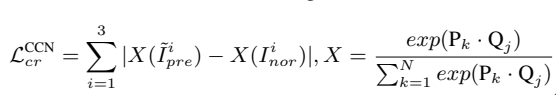 $\mathcal{L}_{cr}^{\mathrm{CCN}} = \sum_{i=1}^{3} |X(\tilde{I}_{pre}^{i}) - X(I_{nor}^{i})|, X = \frac{exp(\mathrm{P}_k \cdot \mathrm{Q}_j)}{\sum_{k=1}^{N} exp(\mathrm{P}_k \cdot \mathrm{Q}_j)}$